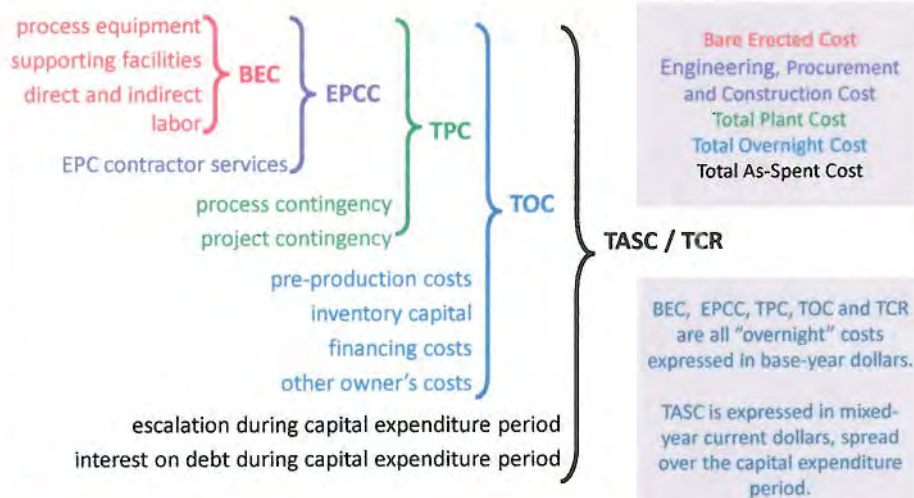 process equipment
supporting facilities
direct and indirect
labor
BEC
EPC contractor services
EPCC
process contingency
project contingency
TPC
pre-production costs
inventory capital
financing costs
other owner's costs
TOC
escalation during capital expenditure period
interest on debt during capital expenditure period
TASC / TCR
Bare Erected Cost
Engineering, Procurement
and Construction Cost
Total Plant Cost
Total Overnight Cost
Total As-Spent Cost
BEC, EPCC, TPC, TOC and TCR
are all "overnight" costs
expressed in base-year dollars.
TASC is expressed in mixed-
year current dollars, spread
over the capital expenditure
period.